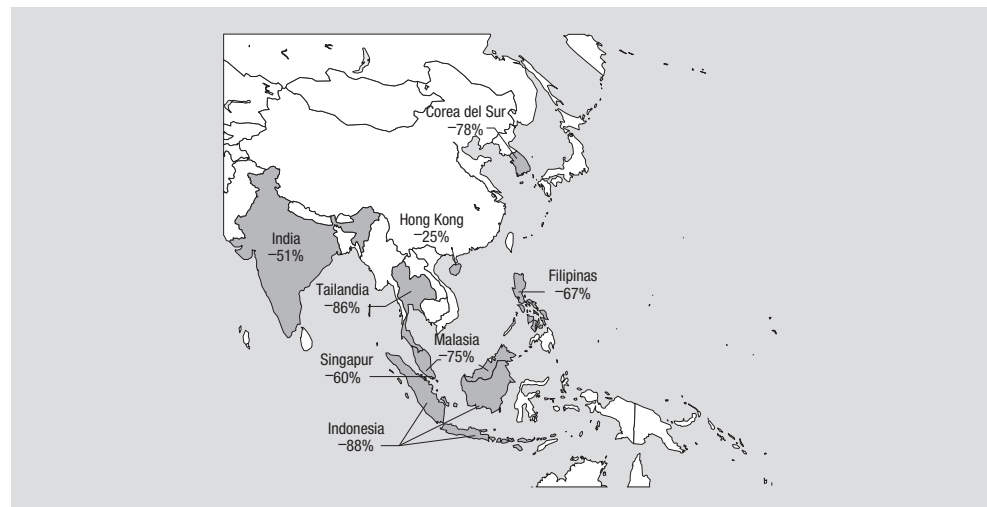 Corea del Sur
–78%
Hong Kong
–25%
India
–51%
Filipinas
–67%
Tailandia
–86%
Malasia
–75%
Singapur
–60%
Indonesia
–88%